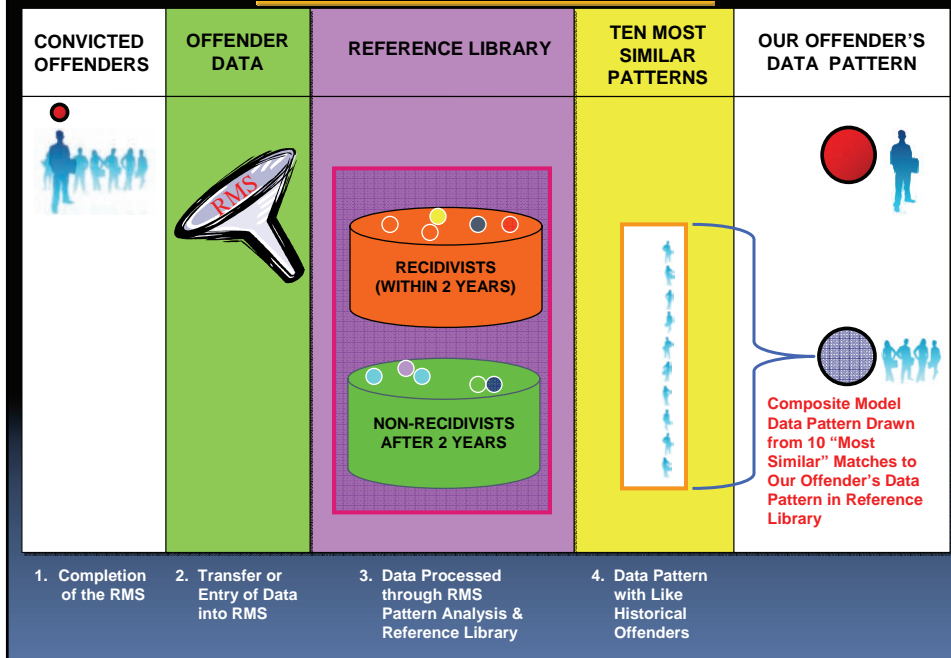 CONVICTED
OFFENDERS
OFFENDER
DATA
REFERENCE LIBRARY
TEN MOST
SIMILAR
PATTERNS
OUR OFFENDER'S
DATA PATTERN
RMS
RECIDIVISTS
(WITHIN 2 YEARS)
NON-RECIDIVISTS
AFTER 2 YEARS
Composite Model
Data Pattern Drawn
from 10 “Most
Similar” Matches to
Our Offender's Data
Pattern in Reference
Library
1. Completion
of the RMS
2. Transfer or
Entry of Data
into RMS
3. Data Processed
through RMS
Pattern Analysis &
Reference Library
4. Data Pattern
with Like
Historical
Offenders